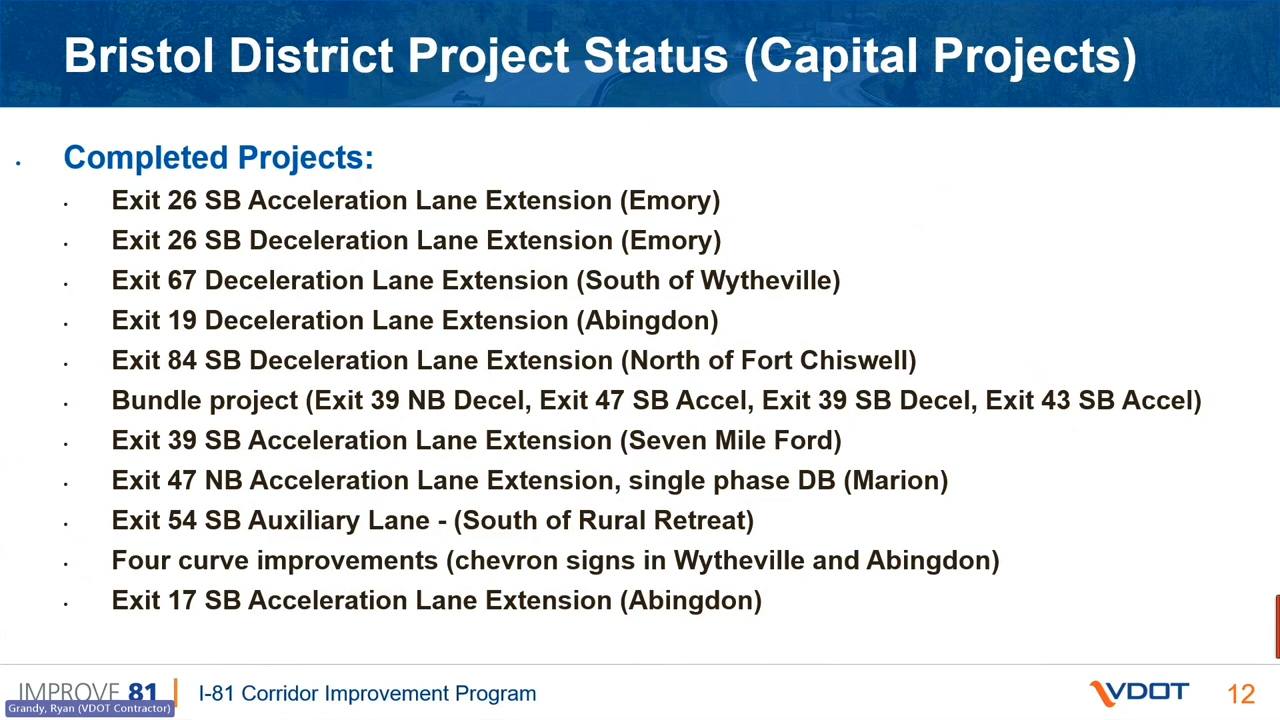 Bristol District Project Status (Capital Projects)
• Completed Projects:
• Exit 26 SB Acceleration Lane Extension (Emory)
• Exit 26 SB Deceleration Lane Extension (Emory)
• Exit 67 Deceleration Lane Extension (South of Wytheville)
• Exit 19 Deceleration Lane Extension (Abingdon)
• Exit 84 SB Deceleration Lane Extension (North of Fort Chiswell)
• Bundle project (Exit 39 NB Decel, Exit 47 SB Accel, Exit 39 SB Decel, Exit 43 SB Accel)
• Exit 39 SB Acceleration Lane Extension (Seven Mile Ford)
• Exit 47 NB Acceleration Lane Extension, single phase DB (Marion)
• Exit 54 SB Auxiliary Lane - (South of Rural Retreat)
• Four curve improvements (chevron signs in Wytheville and Abingdon)
• Exit 17 SB Acceleration Lane Extension (Abingdon)
IMPROVE 81 I-81 Corridor Improvement Program VDOT 12
Grandy, Ryan (VDOT Contractor)